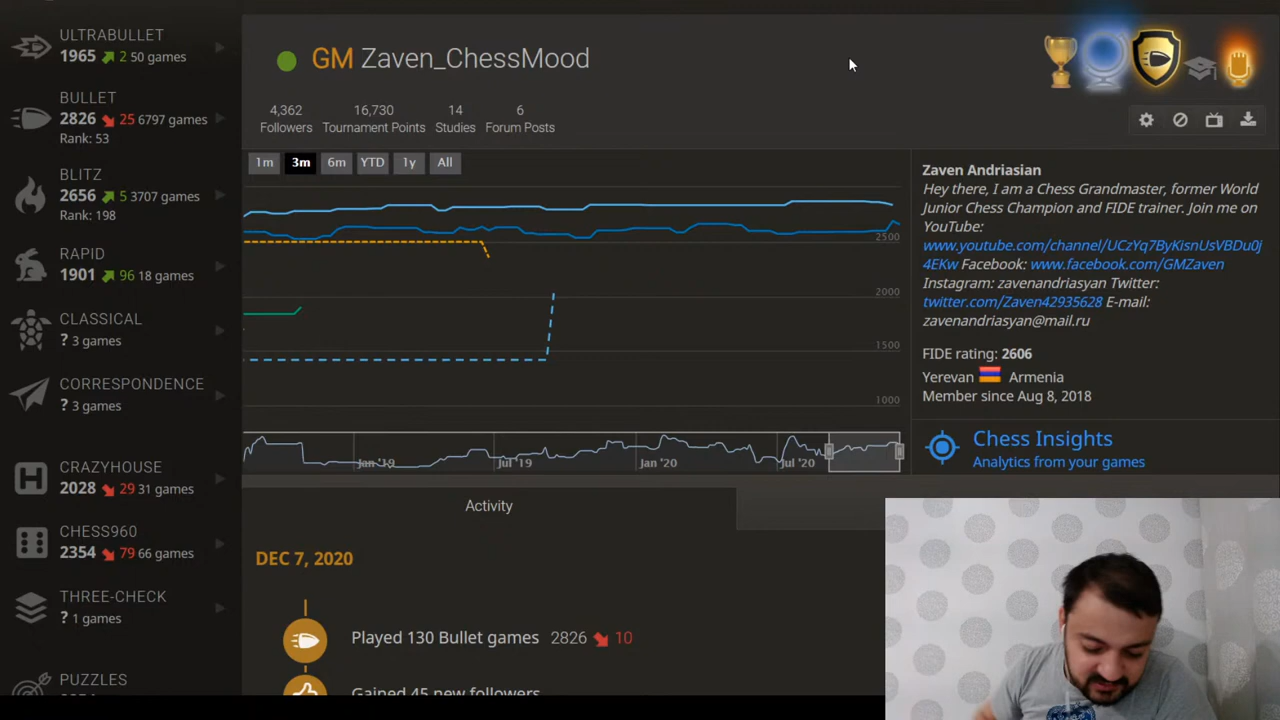 ULTRABULLET
1965 2 50 games
BULLET
2826 25 6797 games
Rank: 53
BLITZ
2656 5 3707 games
Rank: 198
RAPID
1901 96 18 games
CLASSICAL
? 3 games
CORRESPONDENCE
? 3 games
CRAZYHOUSE
2028 29 31 games
CHESS960
2354 79 66 games
THREE-CHECK
? 1 games
PUZZLES
GM Zaven_ChessMood
4,362 16,730 14 6
Followers Tournament Points Studies Forum Posts
1m 3m 6m YTD 1y All
2500
2000
1500
1000
Jan '19 Jul '19 Jan '20 Jul '20
Zaven Andriasian
Hey there, I am a Chess Grandmaster, former World
Junior Chess Champion and FIDE trainer. Join me on
YouTube:
www.youtube.com/channel/UCzYq7ByKisnUsVBDu0j
4EKw Facebook: www.facebook.com/GMZaven
Instagram: zavenandriasyan Twitter:
twitter.com/Zaven42935628 E-mail:
zavenandriasyan@mail.ru
FIDE rating: 2606
Yerevan Armenia
Member since Aug 8, 2018
Chess Insights
Analytics from your games
Activity
DEC 7, 2020
Played 130 Bullet games 2826 10
Gained 45 new followers